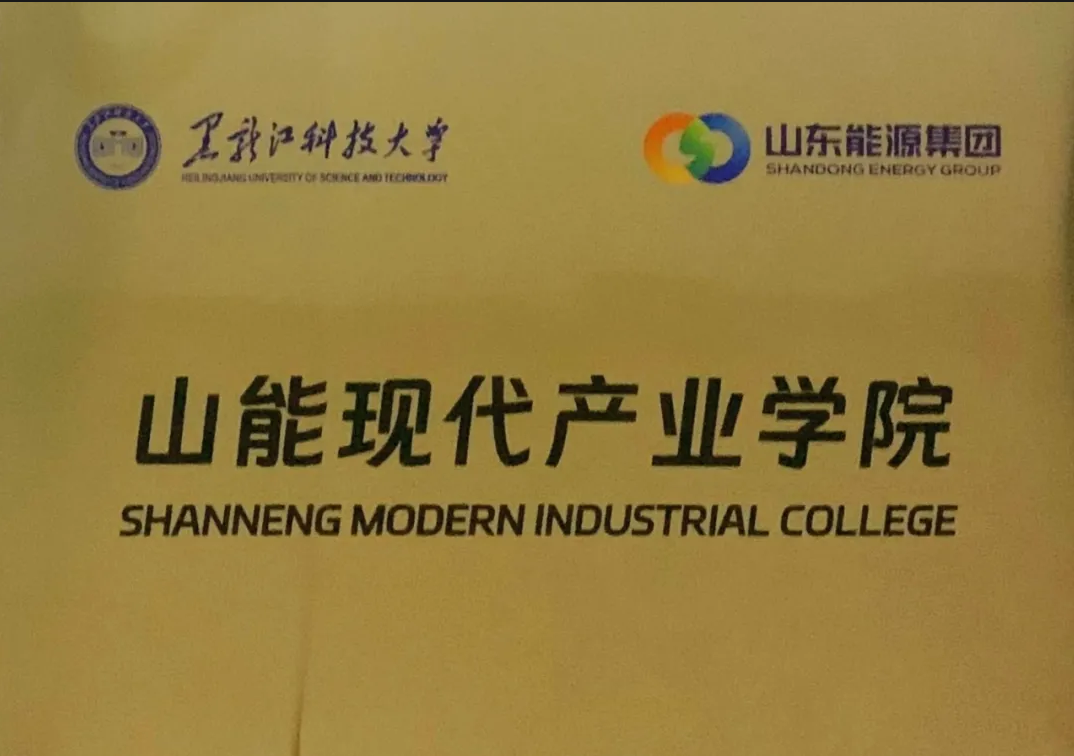 黑龙江科技大学
HEILINGJIANG UNIVERSITY OF SCIENCE AND TECHNOLOGY
山东能源集团
SHANDONG ENERGY GROUP
山能现代产业学院
SHANNENG MODERN INDUSTRIAL COLLEGE